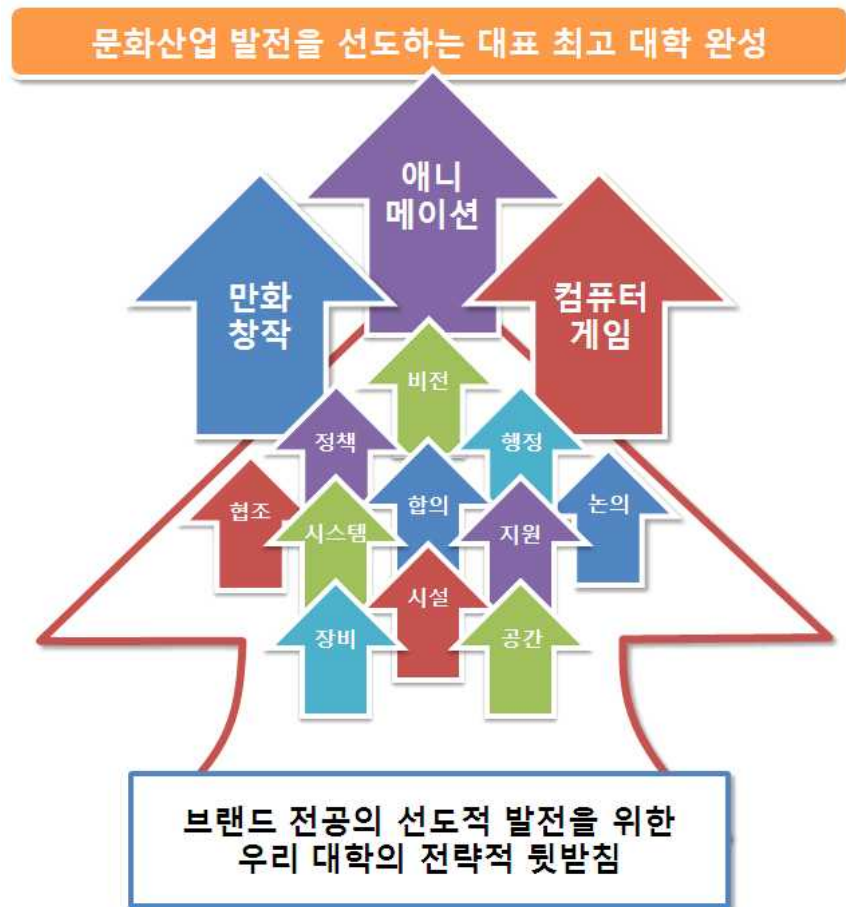 문화산업 발전을 선도하는 대표 최고 대학 완성
애니
메이션
만화
창작
컴퓨터
게임
비전
정책
행정
협조
합의
논의
시스템
지원
시설
장비
공간
브랜드 전공의 선도적 발전을 위한
우리 대학의 전략적 뒷받침